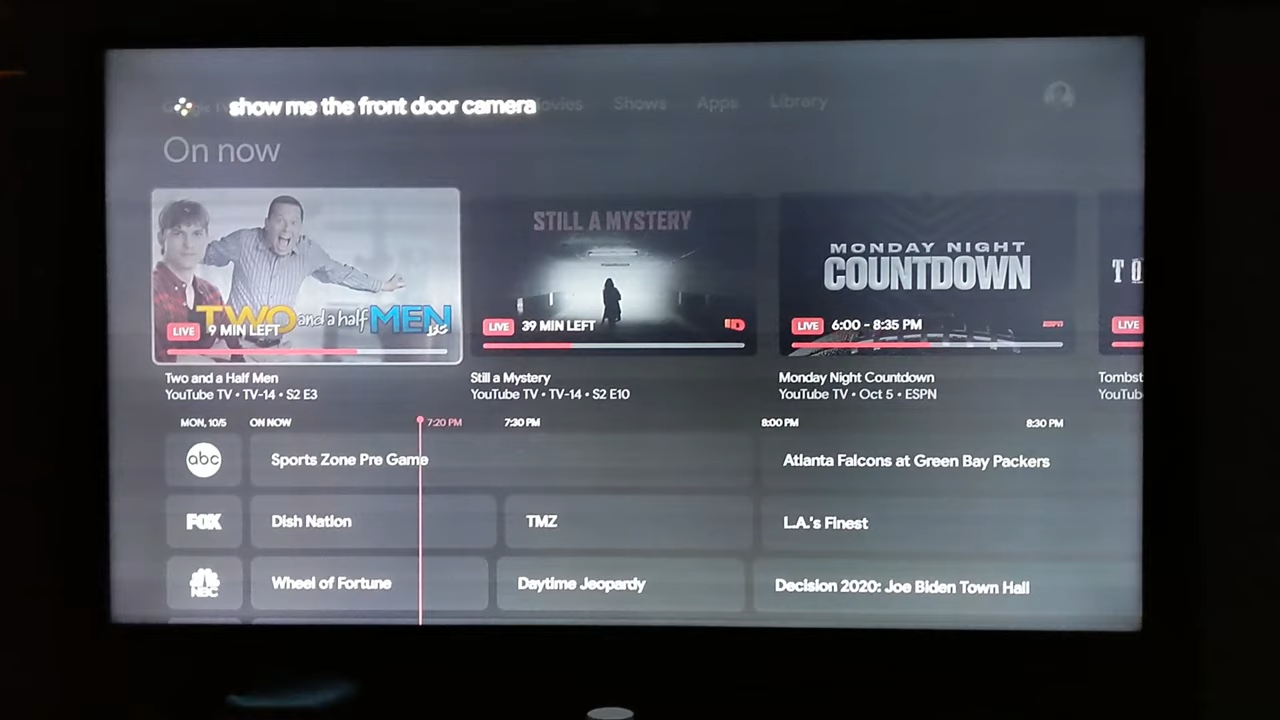 show me the front door camera
Movies Shows Apps Library
On now
TWO and a half MEN
LIVE 9 MIN LEFT
STILL A MYSTERY
LIVE 39 MIN LEFT
ID
MONDAY NIGHT
COUNTDOWN
LIVE 6:00 - 8:35 PM
ESPN
LIVE
Two and a Half Men
YouTube TV • TV-14 • S2 E3
Still a Mystery
YouTube TV • TV-14 • S2 E10
Monday Night Countdown
YouTube TV • Oct 5 • ESPN
Tombst
YouTub
MON, 10/5 ON NOW 7:20 PM 7:30 PM 8:00 PM 8:30 PM
abc Sports Zone Pre Game Atlanta Falcons at Green Bay Packers
FOX Dish Nation TMZ L.A.'s Finest
NBC Wheel of Fortune Daytime Jeopardy Decision 2020: Joe Biden Town Hall